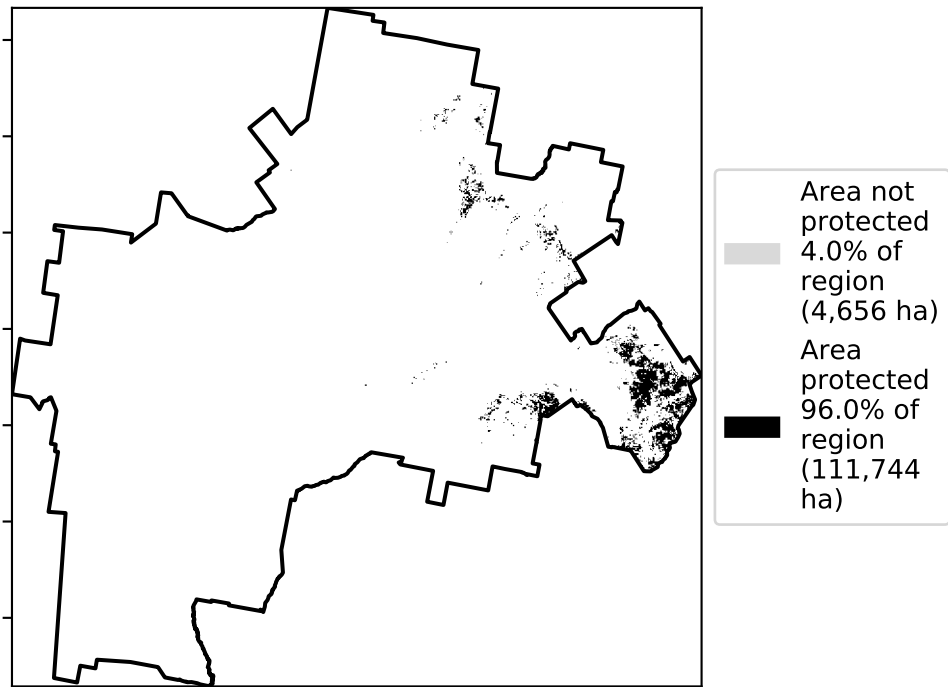 Area not
protected
4.0% of
region
(4,656 ha)
Area
protected
96.0% of
region
(111,744
ha)